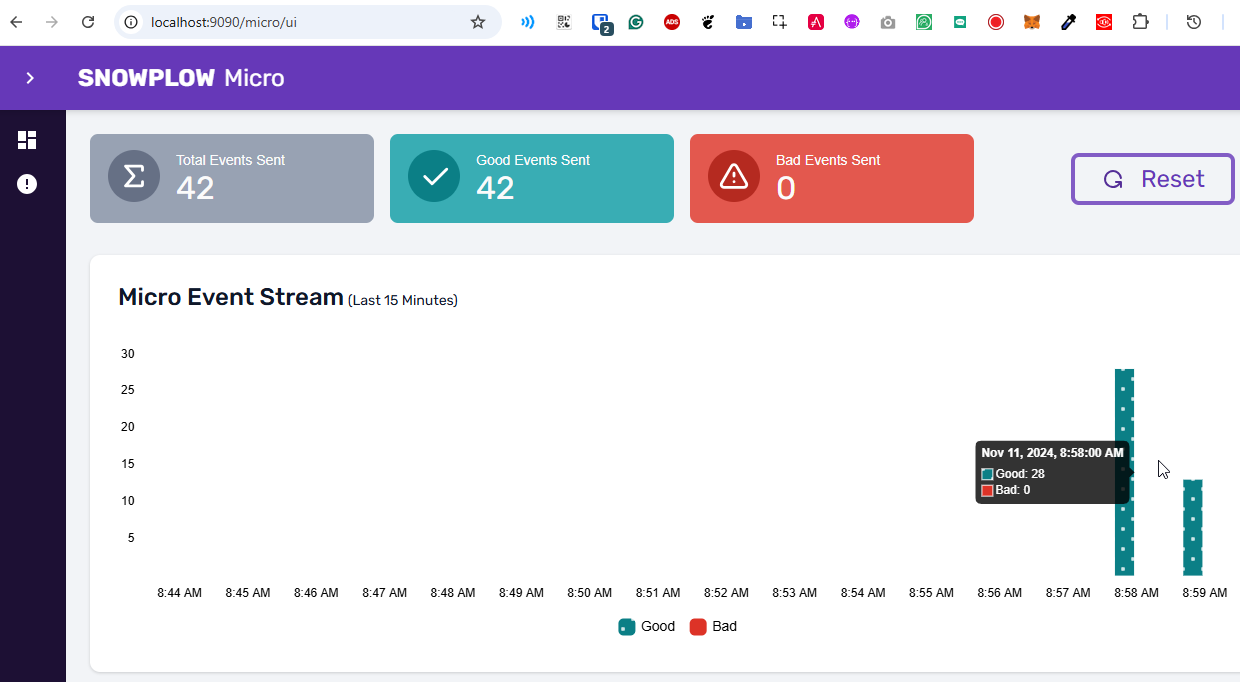 localhost:9090/micro/ui
2
ADS
SNOWPLOW Micro
Total Events Sent
42
Good Events Sent
42
Bad Events Sent
0
Reset
Micro Event Stream (Last 15 Minutes)
30
25
20
15
10
5
Nov 11, 2024, 8:58:00 AM
Good: 28
Bad: 0
8:44 AM 8:45 AM 8:46 AM 8:47 AM 8:48 AM 8:49 AM 8:50 AM 8:51 AM 8:52 AM 8:53 AM 8:54 AM 8:55 AM 8:56 AM 8:57 AM 8:58 AM 8:59 AM
Good Bad